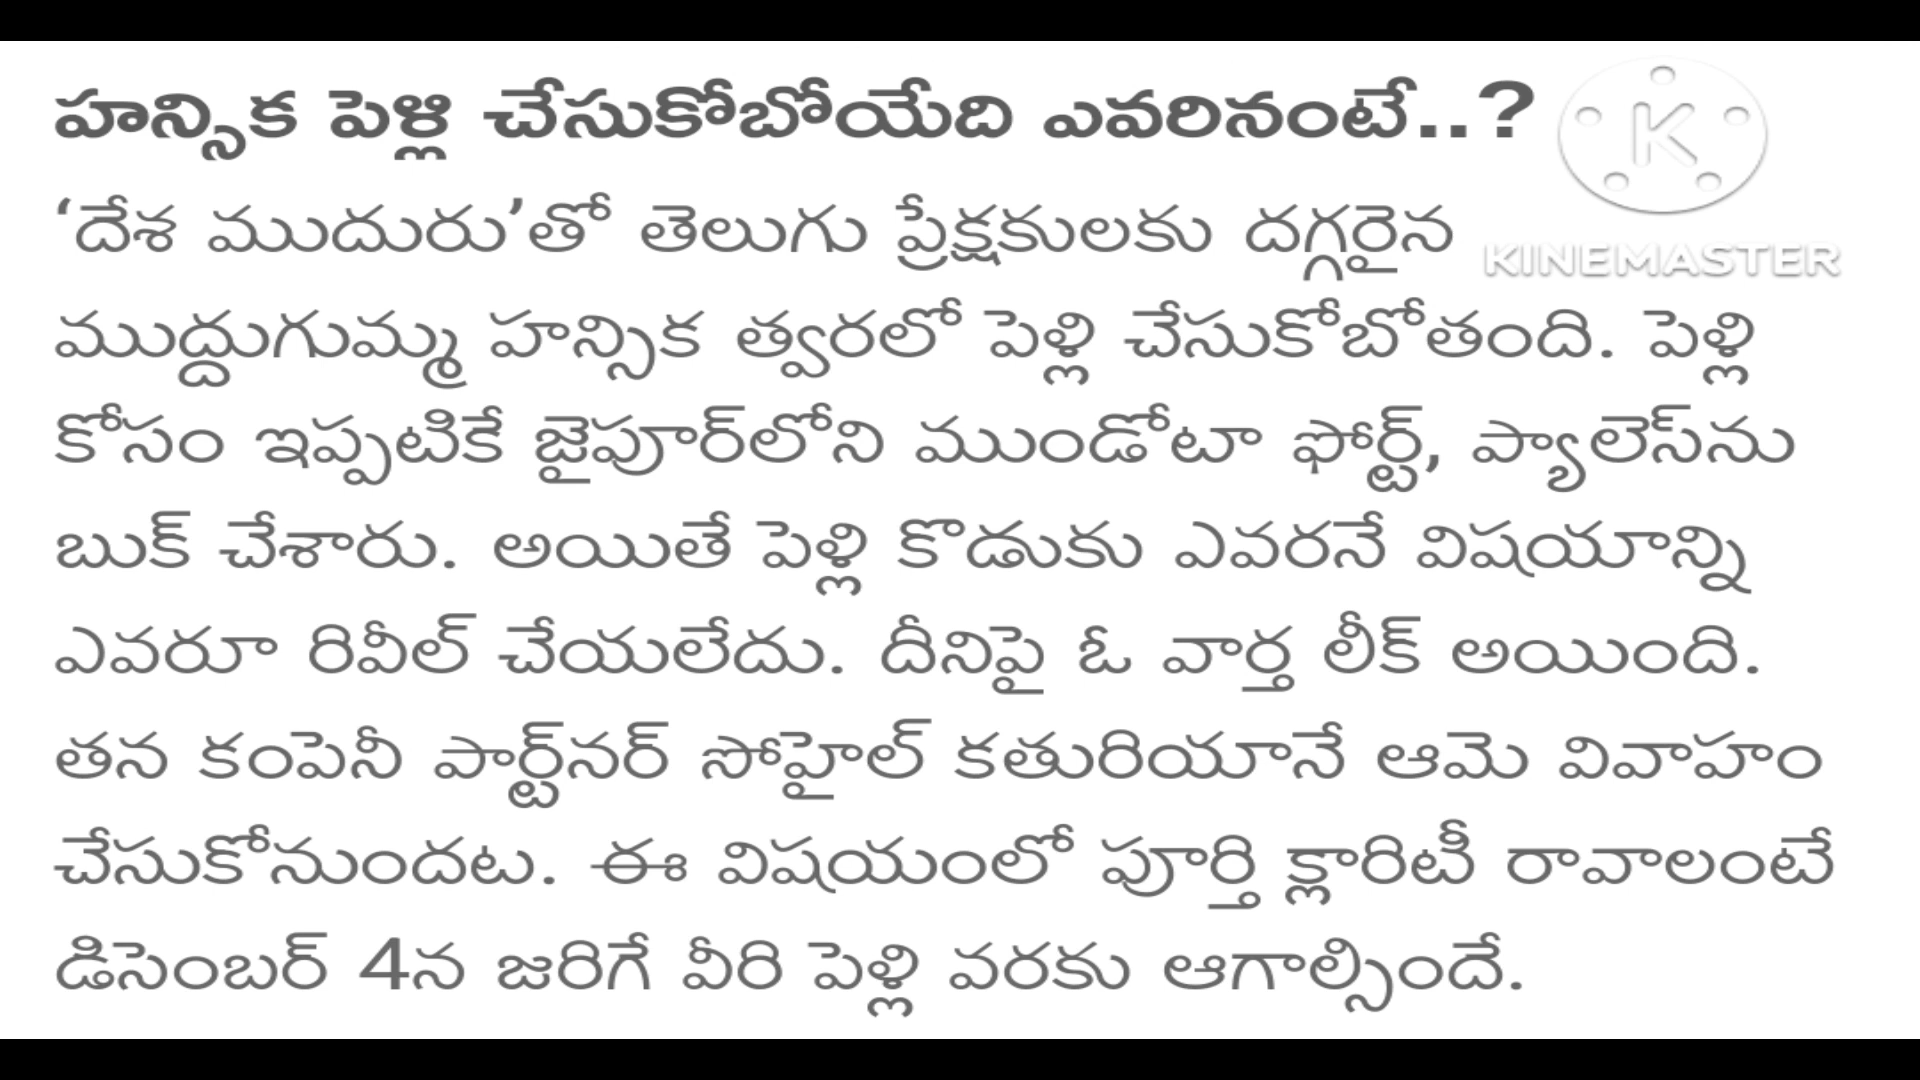 హన్సిక పెళ్లి చేసుకోబోయేది ఎవరినంటే..?
‘దేశ ముదురు’తో తెలుగు ప్రేక్షకులకు దగ్గరైన
KINEMASTER
ముద్దుగుమ్మ హన్సిక త్వరలో పెళ్లి చేసుకోబోతంది. పెళ్లి
కోసం ఇప్పటికే జైపూర్‌లోని ముండోటా ఫోర్ట్, ప్యాలెస్‌ను
బుక్ చేశారు. అయితే పెళ్లి కొడుకు ఎవరనే విషయాన్ని
ఎవరూ రివీల్ చేయలేదు. దీనిపై ఓ వార్త లీక్ అయింది.
తన కంపెనీ పార్ట్‌నర్ సోహైల్ కతురియానే ఆమె వివాహం
చేసుకోనుందట. ఈ విషయంలో పూర్తి క్లారిటీ రావాలంటే
డిసెంబర్ 4న జరిగే వీరి పెళ్లి వరకు ఆగాల్సిందే.